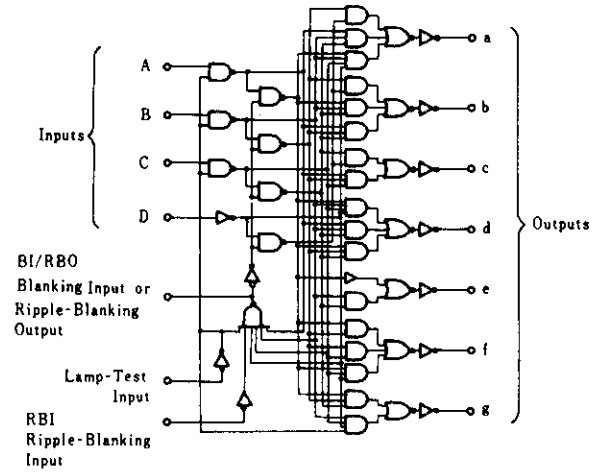 A
B
Inputs
C
D
BI/RBO
Blanking Input or
Ripple-Blanking
Output
Lamp-Test
Input
RBI
Ripple-Blanking
Input
a
b
c
d
Outputs
e
f
g